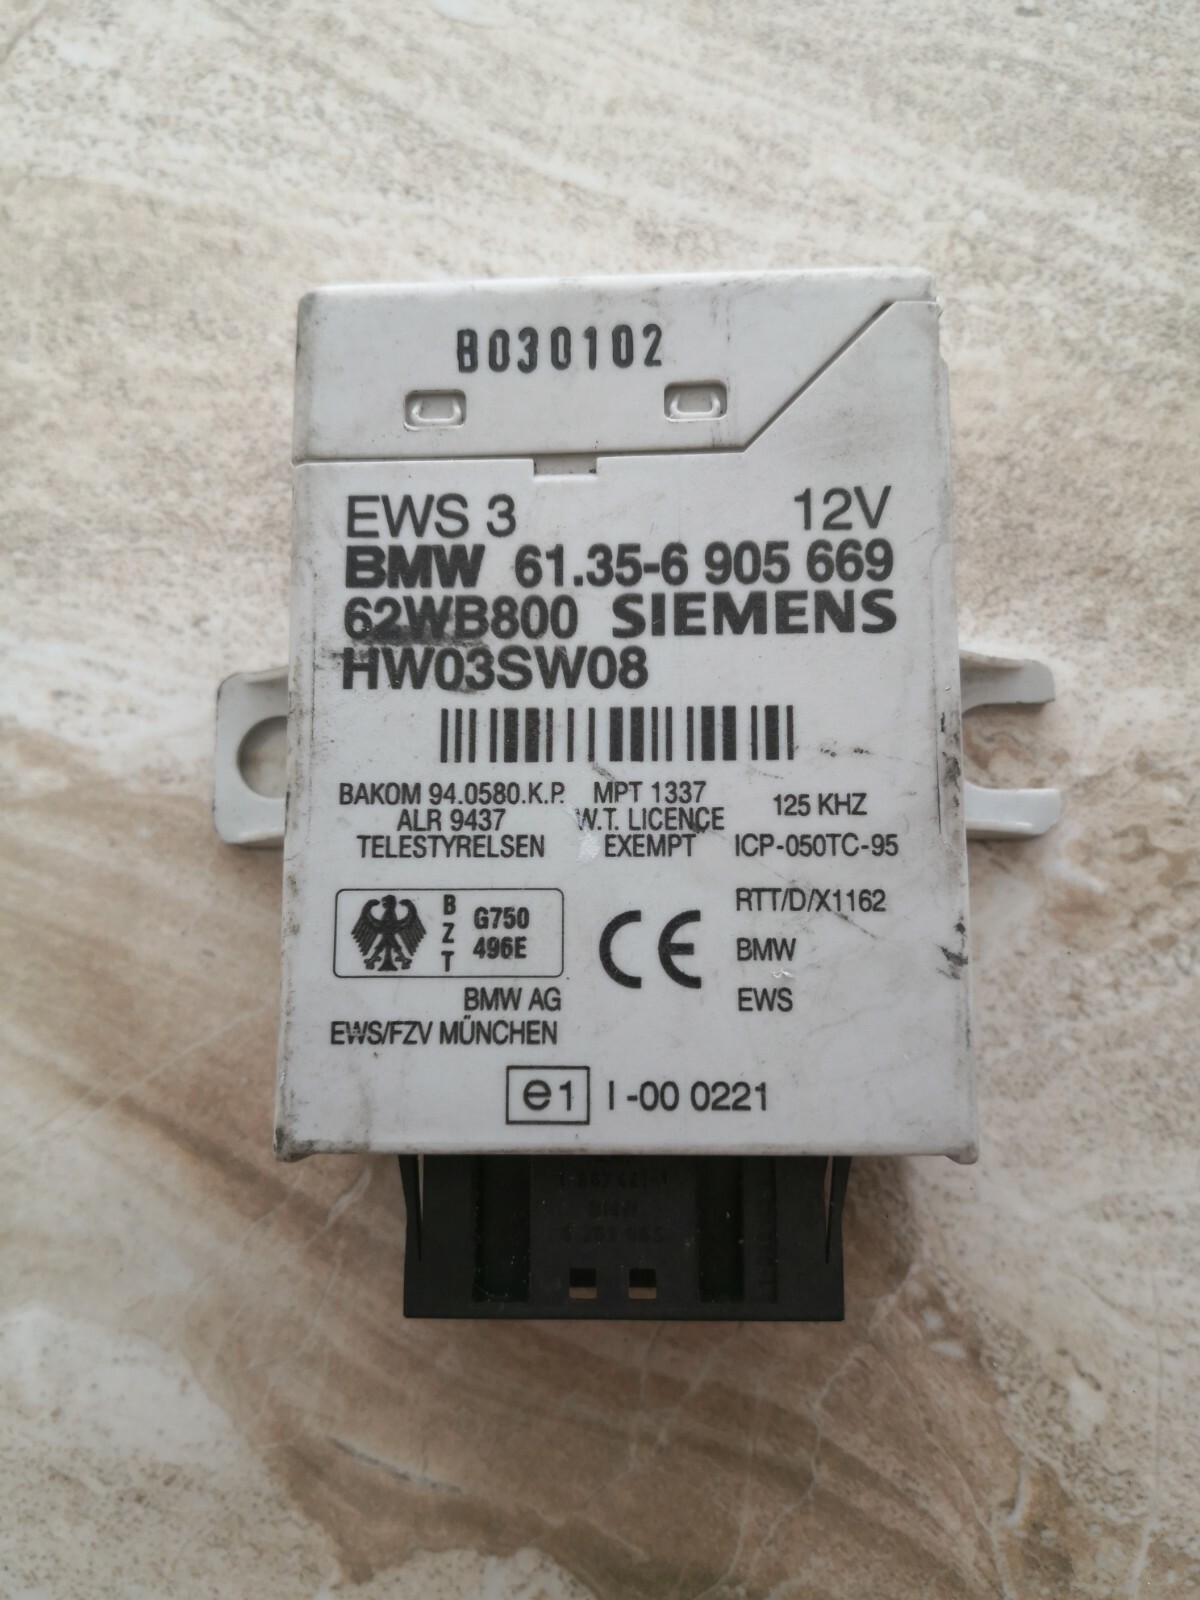 B030102
EWS 3 12V
BMW 61.35-6 905 669
62WB800 SIEMENS
HW03SW08
BAKOM 94.0580.K.P. MPT 1337 125 KHZ
ALR 9437 W.T. LICENCE
TELESTYRELSEN EXEMPT ICP-050TC-95
RTT/D/X1162
B
Z
T
G750
496E
CE
BMW
BMW AG EWS
EWS/FZV MÜNCHEN
e1 I-00 0221
BMW